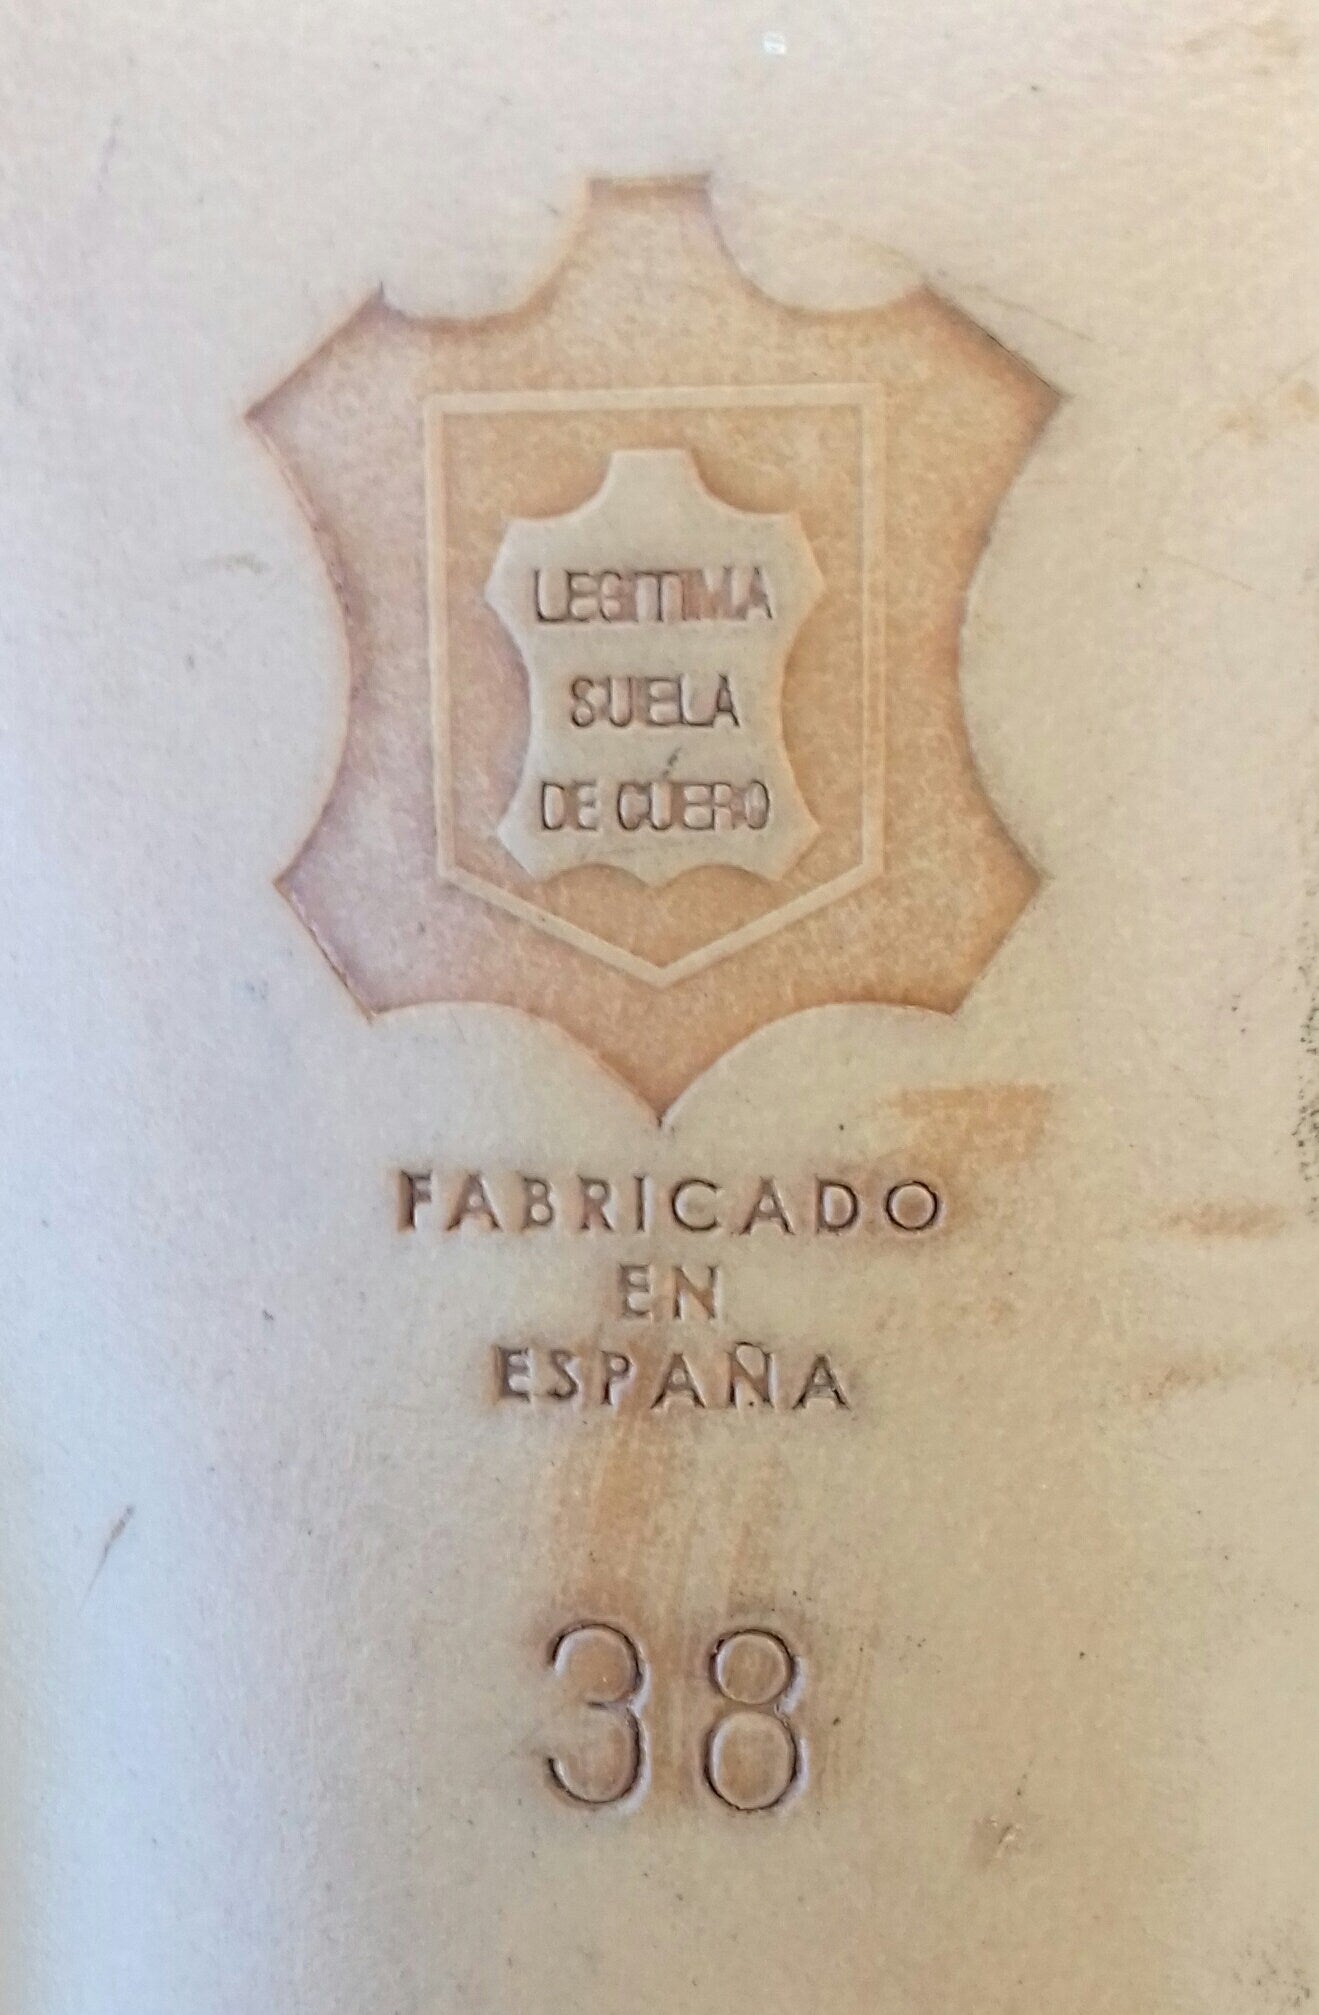 LEGITIMA
SUELA
DE CUERO
FABRICADO
EN
ESPAÑA
38